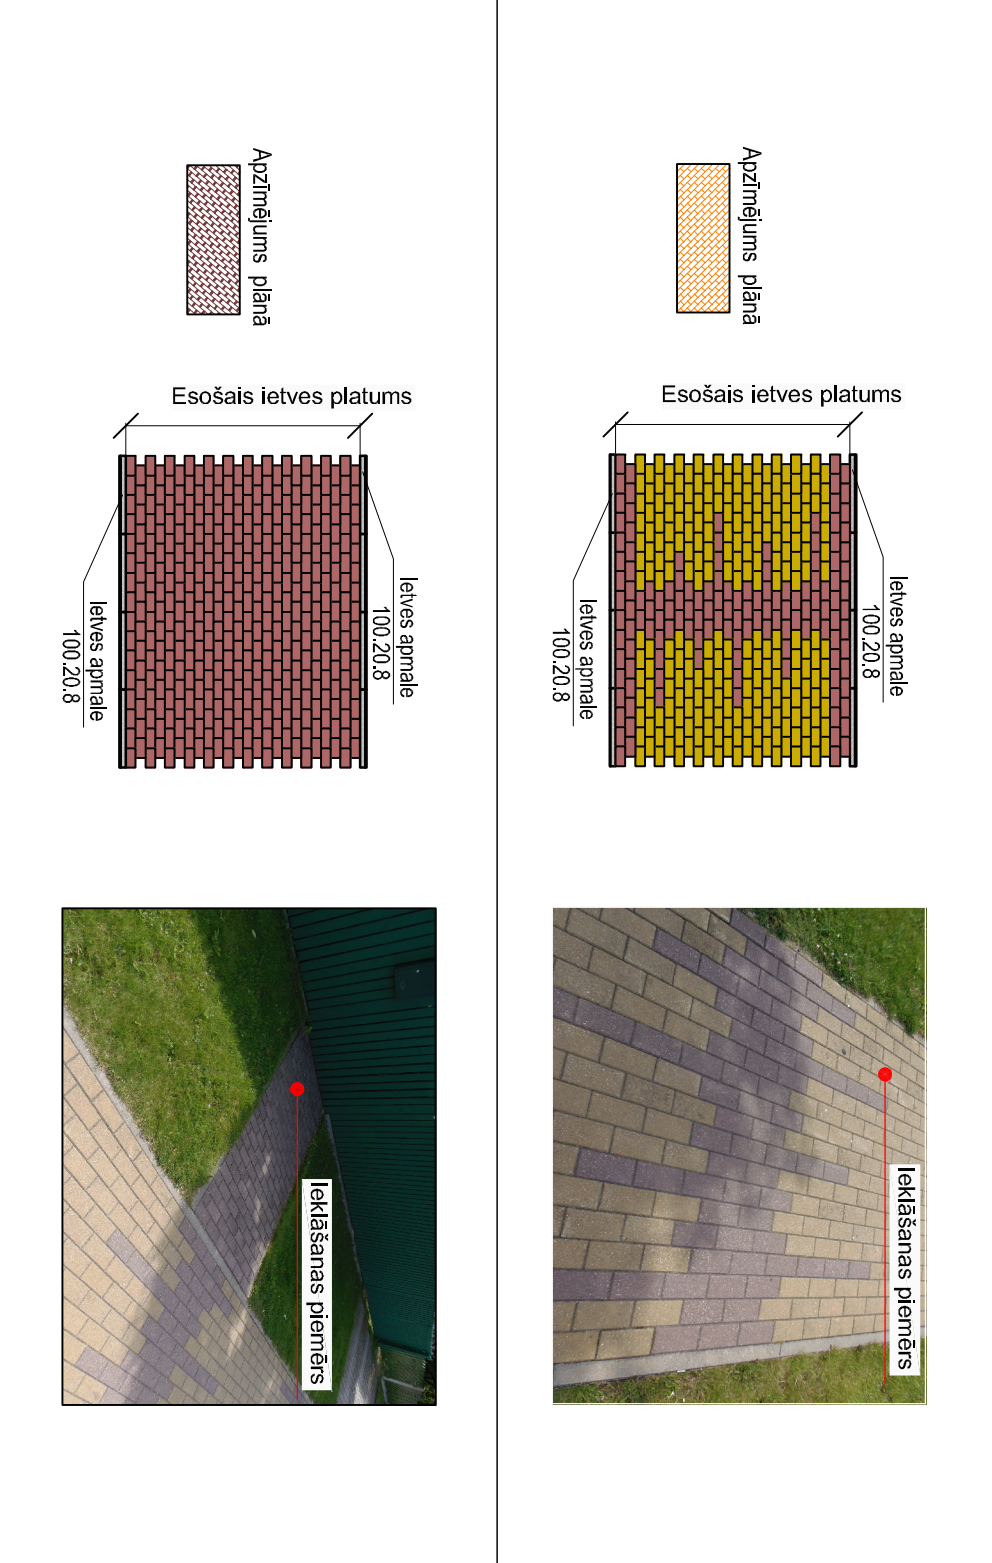 Apzīmējums plānā
Esošais ietves platums
Ietves apmale
100.20.8
Ietves apmale
100.20.8
Ieklāšanas piemērs
Apzīmējums plānā
Esošais ietves platums
Ietves apmale
100.20.8
Ietves apmale
100.20.8
Ieklāšanas piemērs